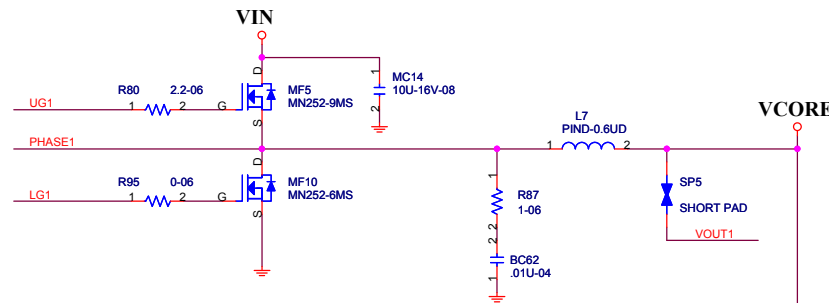 VIN
D
1
R80
2.2-06
MF5
MC14
MN252-9MS
10U-16V-08
UG1
1
2
G
2
S
L7
PIND-0.6UD
VCORE
PHASE1
1
2
D
R95
0-06
MF10
MN252-6MS
1
SP5
LG1
1
2
G
R87
1-06
SHORT PAD
S
2
VOUT1
2
BC62
.01U-04
1